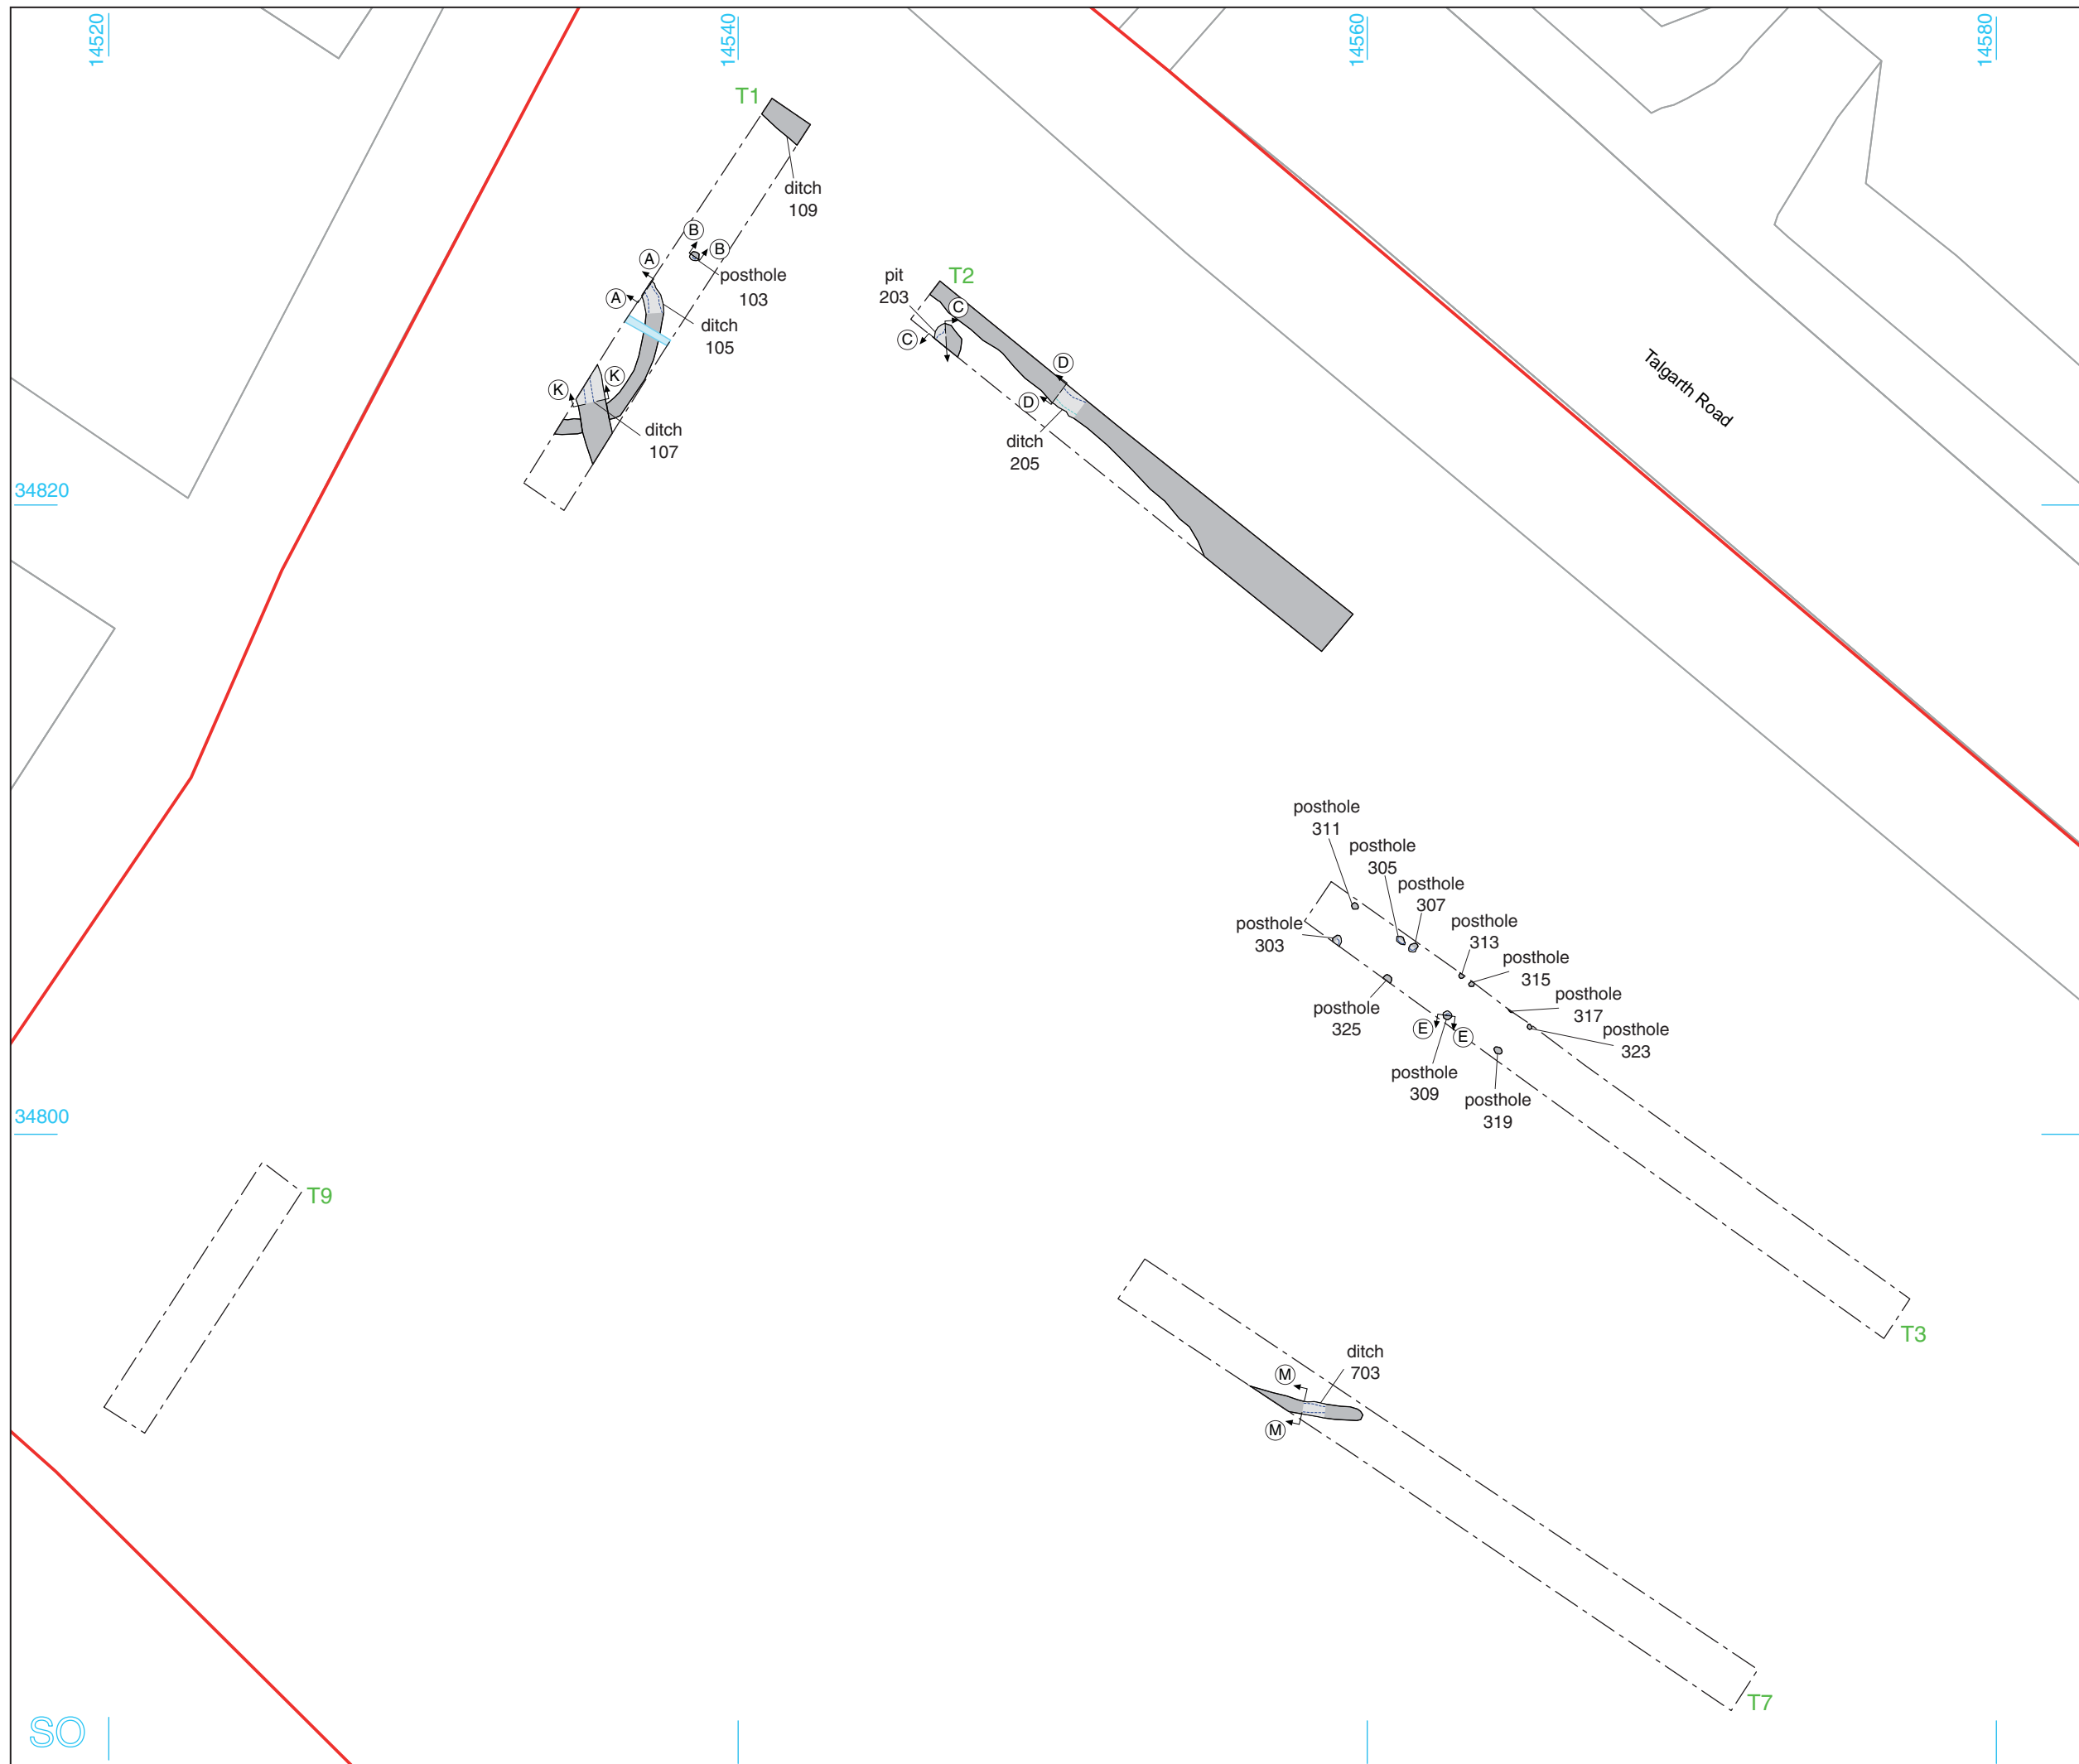 14520
14540
14560
14580
T1
ditch
109
B
B
A
posthole
103
A
ditch
105
K
K
ditch
107
pit
203
T2
C
C
D
D
ditch
205
Talgarth Road
34820
posthole
311
posthole
305
posthole
307
posthole
303
posthole
313
posthole
315
posthole
317
posthole
325
E
E
posthole
323
posthole
309
posthole
319
34800
T9
T3
ditch
703
M
M
T7
SO